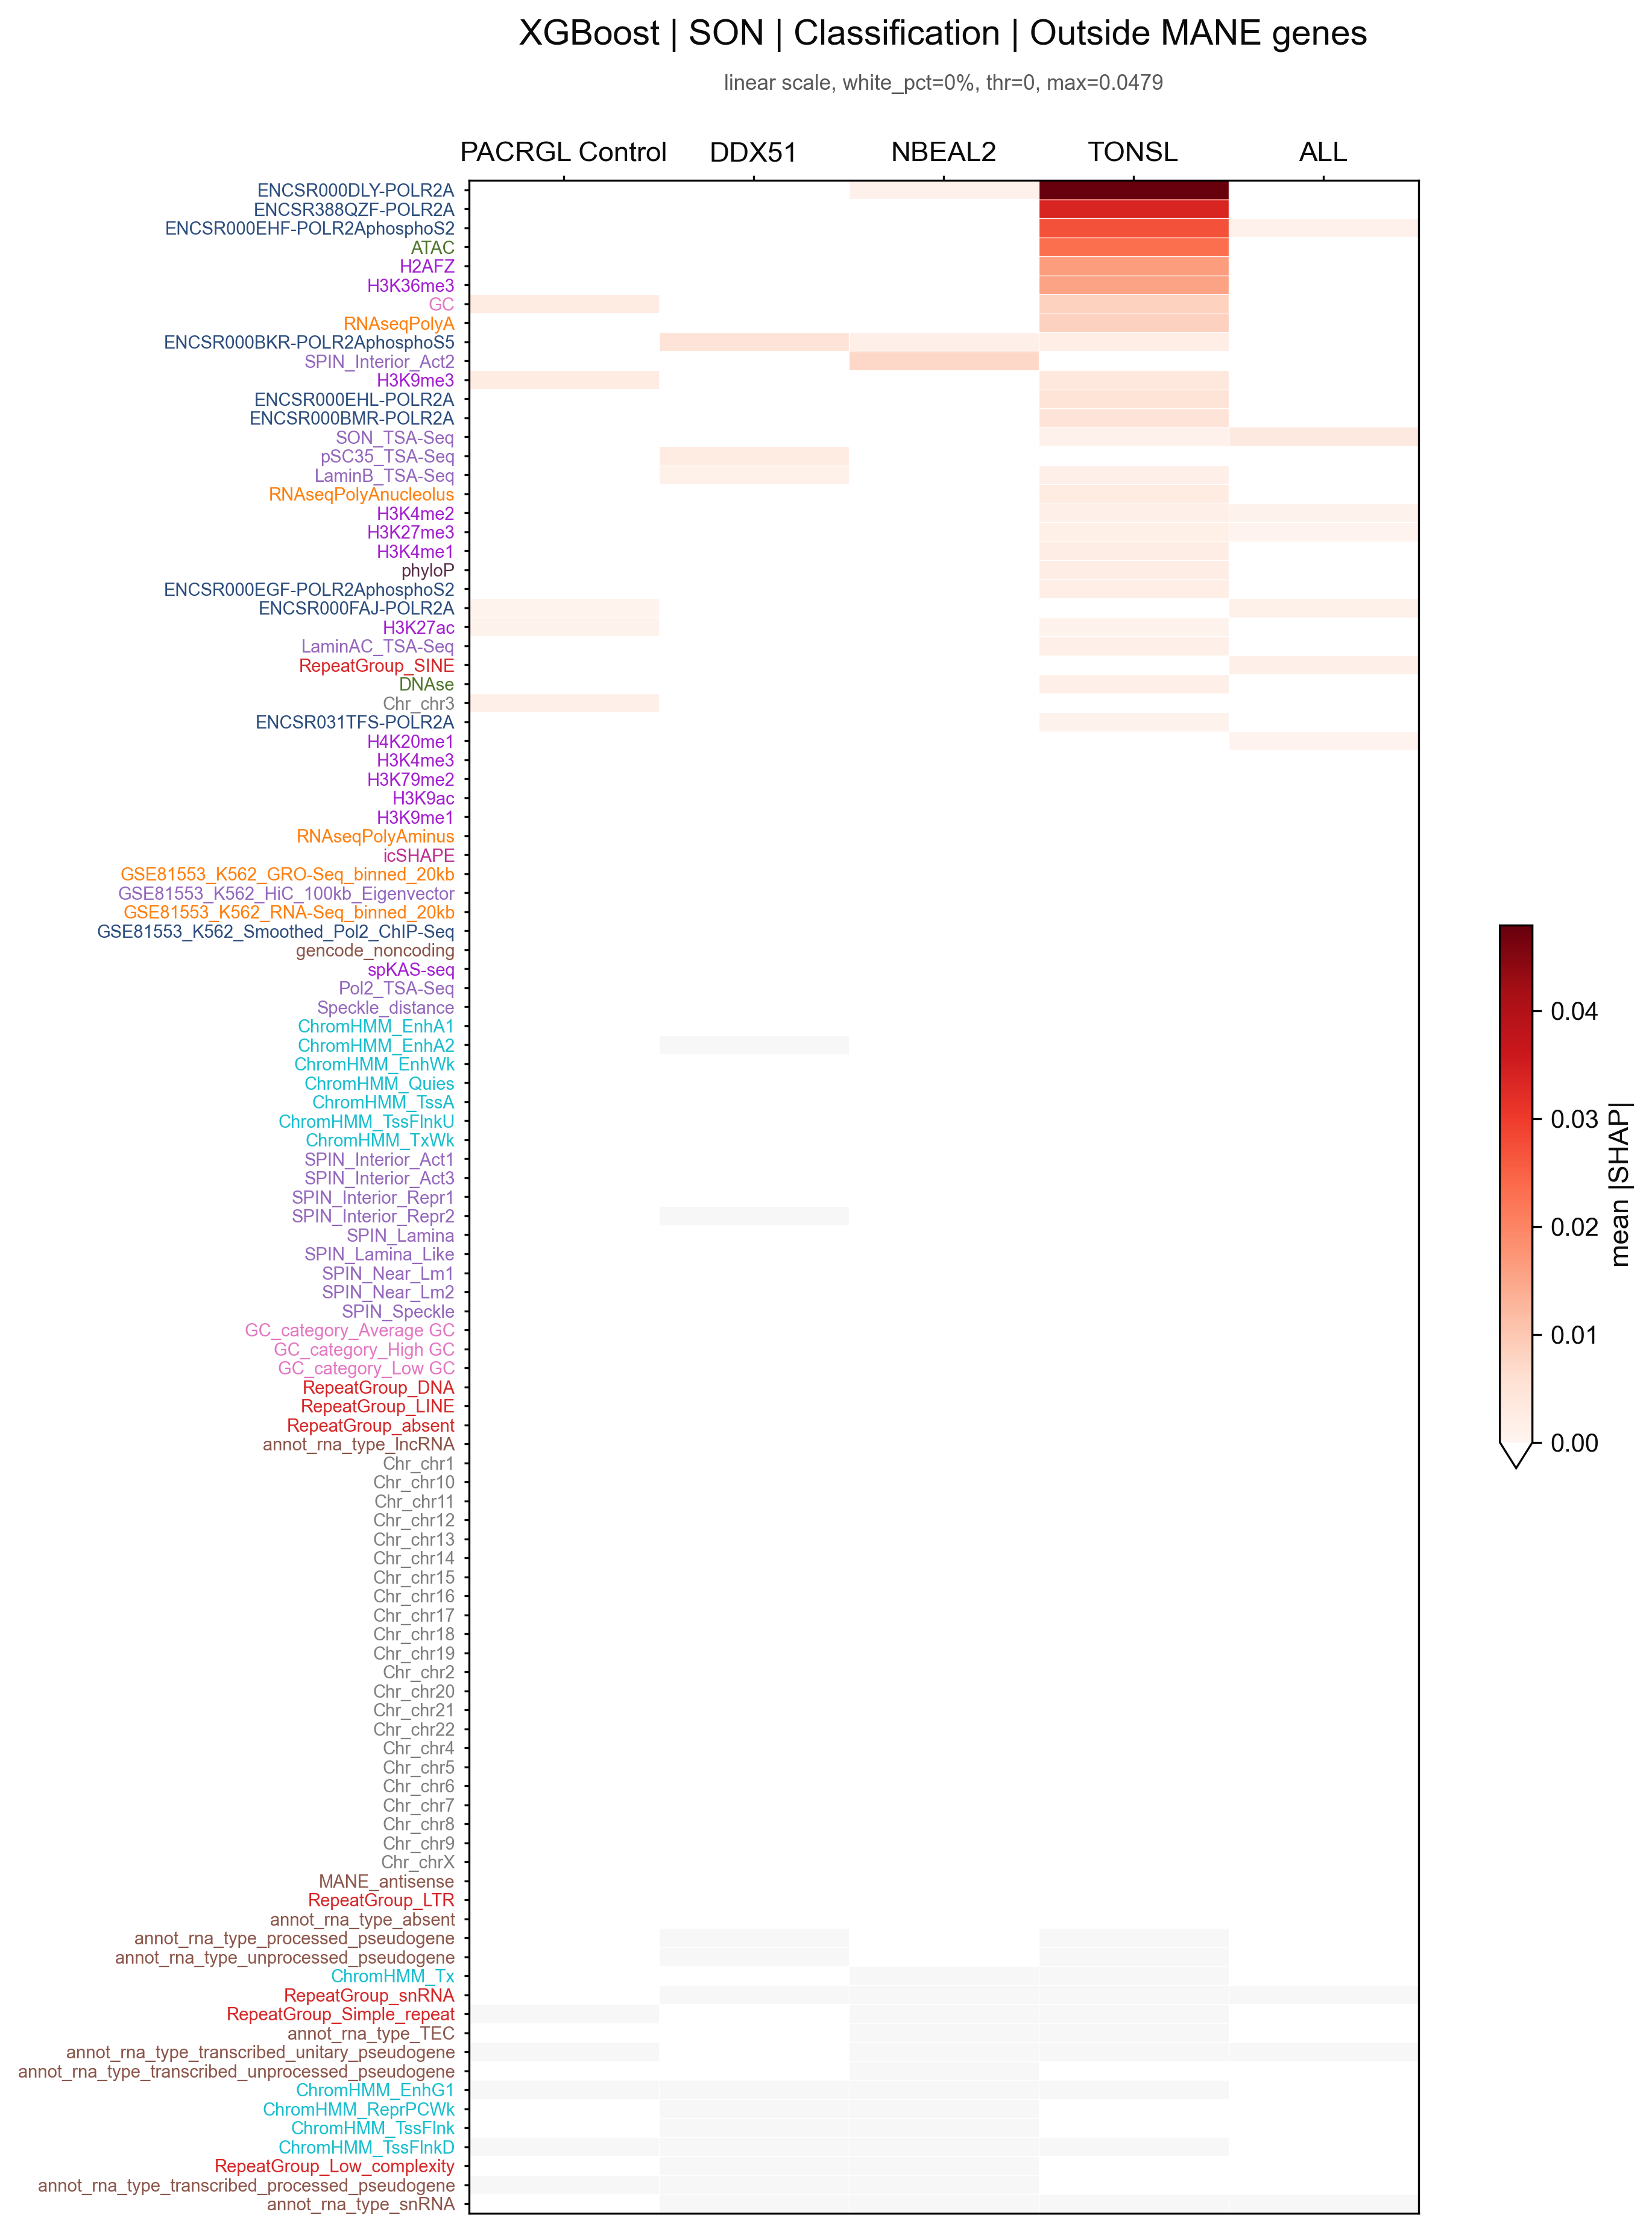 XGBoost | SON | Classification | Outside MANE genes
linear scale, white_pct=0%, thr=0, max=0.0479
PACRGL Control DDX51 NBEAL2 TONSL ALL
ENCSR000DLY-POLR2A
ENCSR388QZF-POLR2A
ENCSR000EHF-POLR2AphosphoS2
ATAC
H2AFZ
H3K36me3
GC
RNAseqPolyA
ENCSR000BKR-POLR2AphosphoS5
SPIN_Interior_Act2
H3K9me3
ENCSR000EHL-POLR2A
ENCSR000BMR-POLR2A
SON_TSA-Seq
pSC35_TSA-Seq
LaminB_TSA-Seq
RNAseqPolyAnucleolus
H3K4me2
H3K27me3
H3K4me1
phyloP
ENCSR000EGF-POLR2AphosphoS2
ENCSR000FAJ-POLR2A
H3K27ac
LaminAC_TSA-Seq
RepeatGroup_SINE
DNAse
Chr_chr3
ENCSR031TFS-POLR2A
H4K20me1
H3K4me3
H3K79me2
H3K9ac
H3K9me1
RNAseqPolyAminus
icSHAPE
GSE81553_K562_GRO-Seq_binned_20kb
GSE81553_K562_HiC_100kb_Eigenvector
GSE81553_K562_RNA-Seq_binned_20kb
GSE81553_K562_Smoothed_Pol2_ChIP-Seq
gencode_noncoding
spKAS-seq
Pol2_TSA-Seq
Speckle_distance
ChromHMM_EnhA1
ChromHMM_EnhA2
ChromHMM_EnhWk
ChromHMM_Quies
ChromHMM_TssA
ChromHMM_TssFlnkU
ChromHMM_TxWk
SPIN_Interior_Act1
SPIN_Interior_Act3
SPIN_Interior_Repr1
SPIN_Interior_Repr2
SPIN_Lamina
SPIN_Lamina_Like
SPIN_Near_Lm1
SPIN_Near_Lm2
SPIN_Speckle
GC_category_Average GC
GC_category_High GC
GC_category_Low GC
RepeatGroup_DNA
RepeatGroup_LINE
RepeatGroup_absent
annot_rna_type_lncRNA
Chr_chr1
Chr_chr10
Chr_chr11
Chr_chr12
Chr_chr13
Chr_chr14
Chr_chr15
Chr_chr16
Chr_chr17
Chr_chr18
Chr_chr19
Chr_chr2
Chr_chr20
Chr_chr21
Chr_chr22
Chr_chr4
Chr_chr5
Chr_chr6
Chr_chr7
Chr_chr8
Chr_chr9
Chr_chrX
MANE_antisense
RepeatGroup_LTR
annot_rna_type_absent
annot_rna_type_processed_pseudogene
annot_rna_type_unprocessed_pseudogene
ChromHMM_Tx
RepeatGroup_snRNA
RepeatGroup_Simple_repeat
annot_rna_type_TEC
annot_rna_type_transcribed_unitary_pseudogene
annot_rna_type_transcribed_unprocessed_pseudogene
ChromHMM_EnhG1
ChromHMM_ReprPCWk
ChromHMM_TssFlnk
ChromHMM_TssFlnkD
RepeatGroup_Low_complexity
annot_rna_type_transcribed_processed_pseudogene
annot_rna_type_snRNA
0.04
0.03
0.02
0.01
0.00
mean |SHAP|